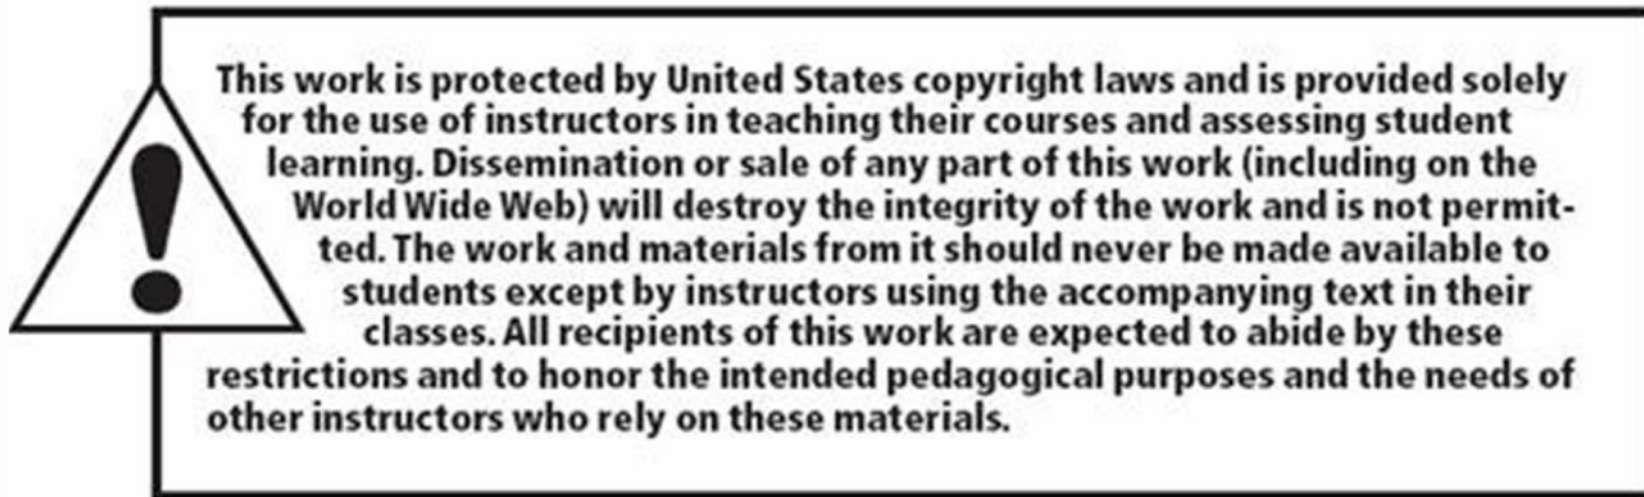 This work is protected by United States copyright laws and is provided solely
for the use of instructors in teaching their courses and assessing student
learning. Dissemination or sale of any part of this work (including on the
World Wide Web) will destroy the integrity of the work and is not permit-
ted. The work and materials from it should never be made available to
students except by instructors using the accompanying text in their
classes. All recipients of this work are expected to abide by these
restrictions and to honor the intended pedagogical purposes and the needs of
other instructors who rely on these materials.